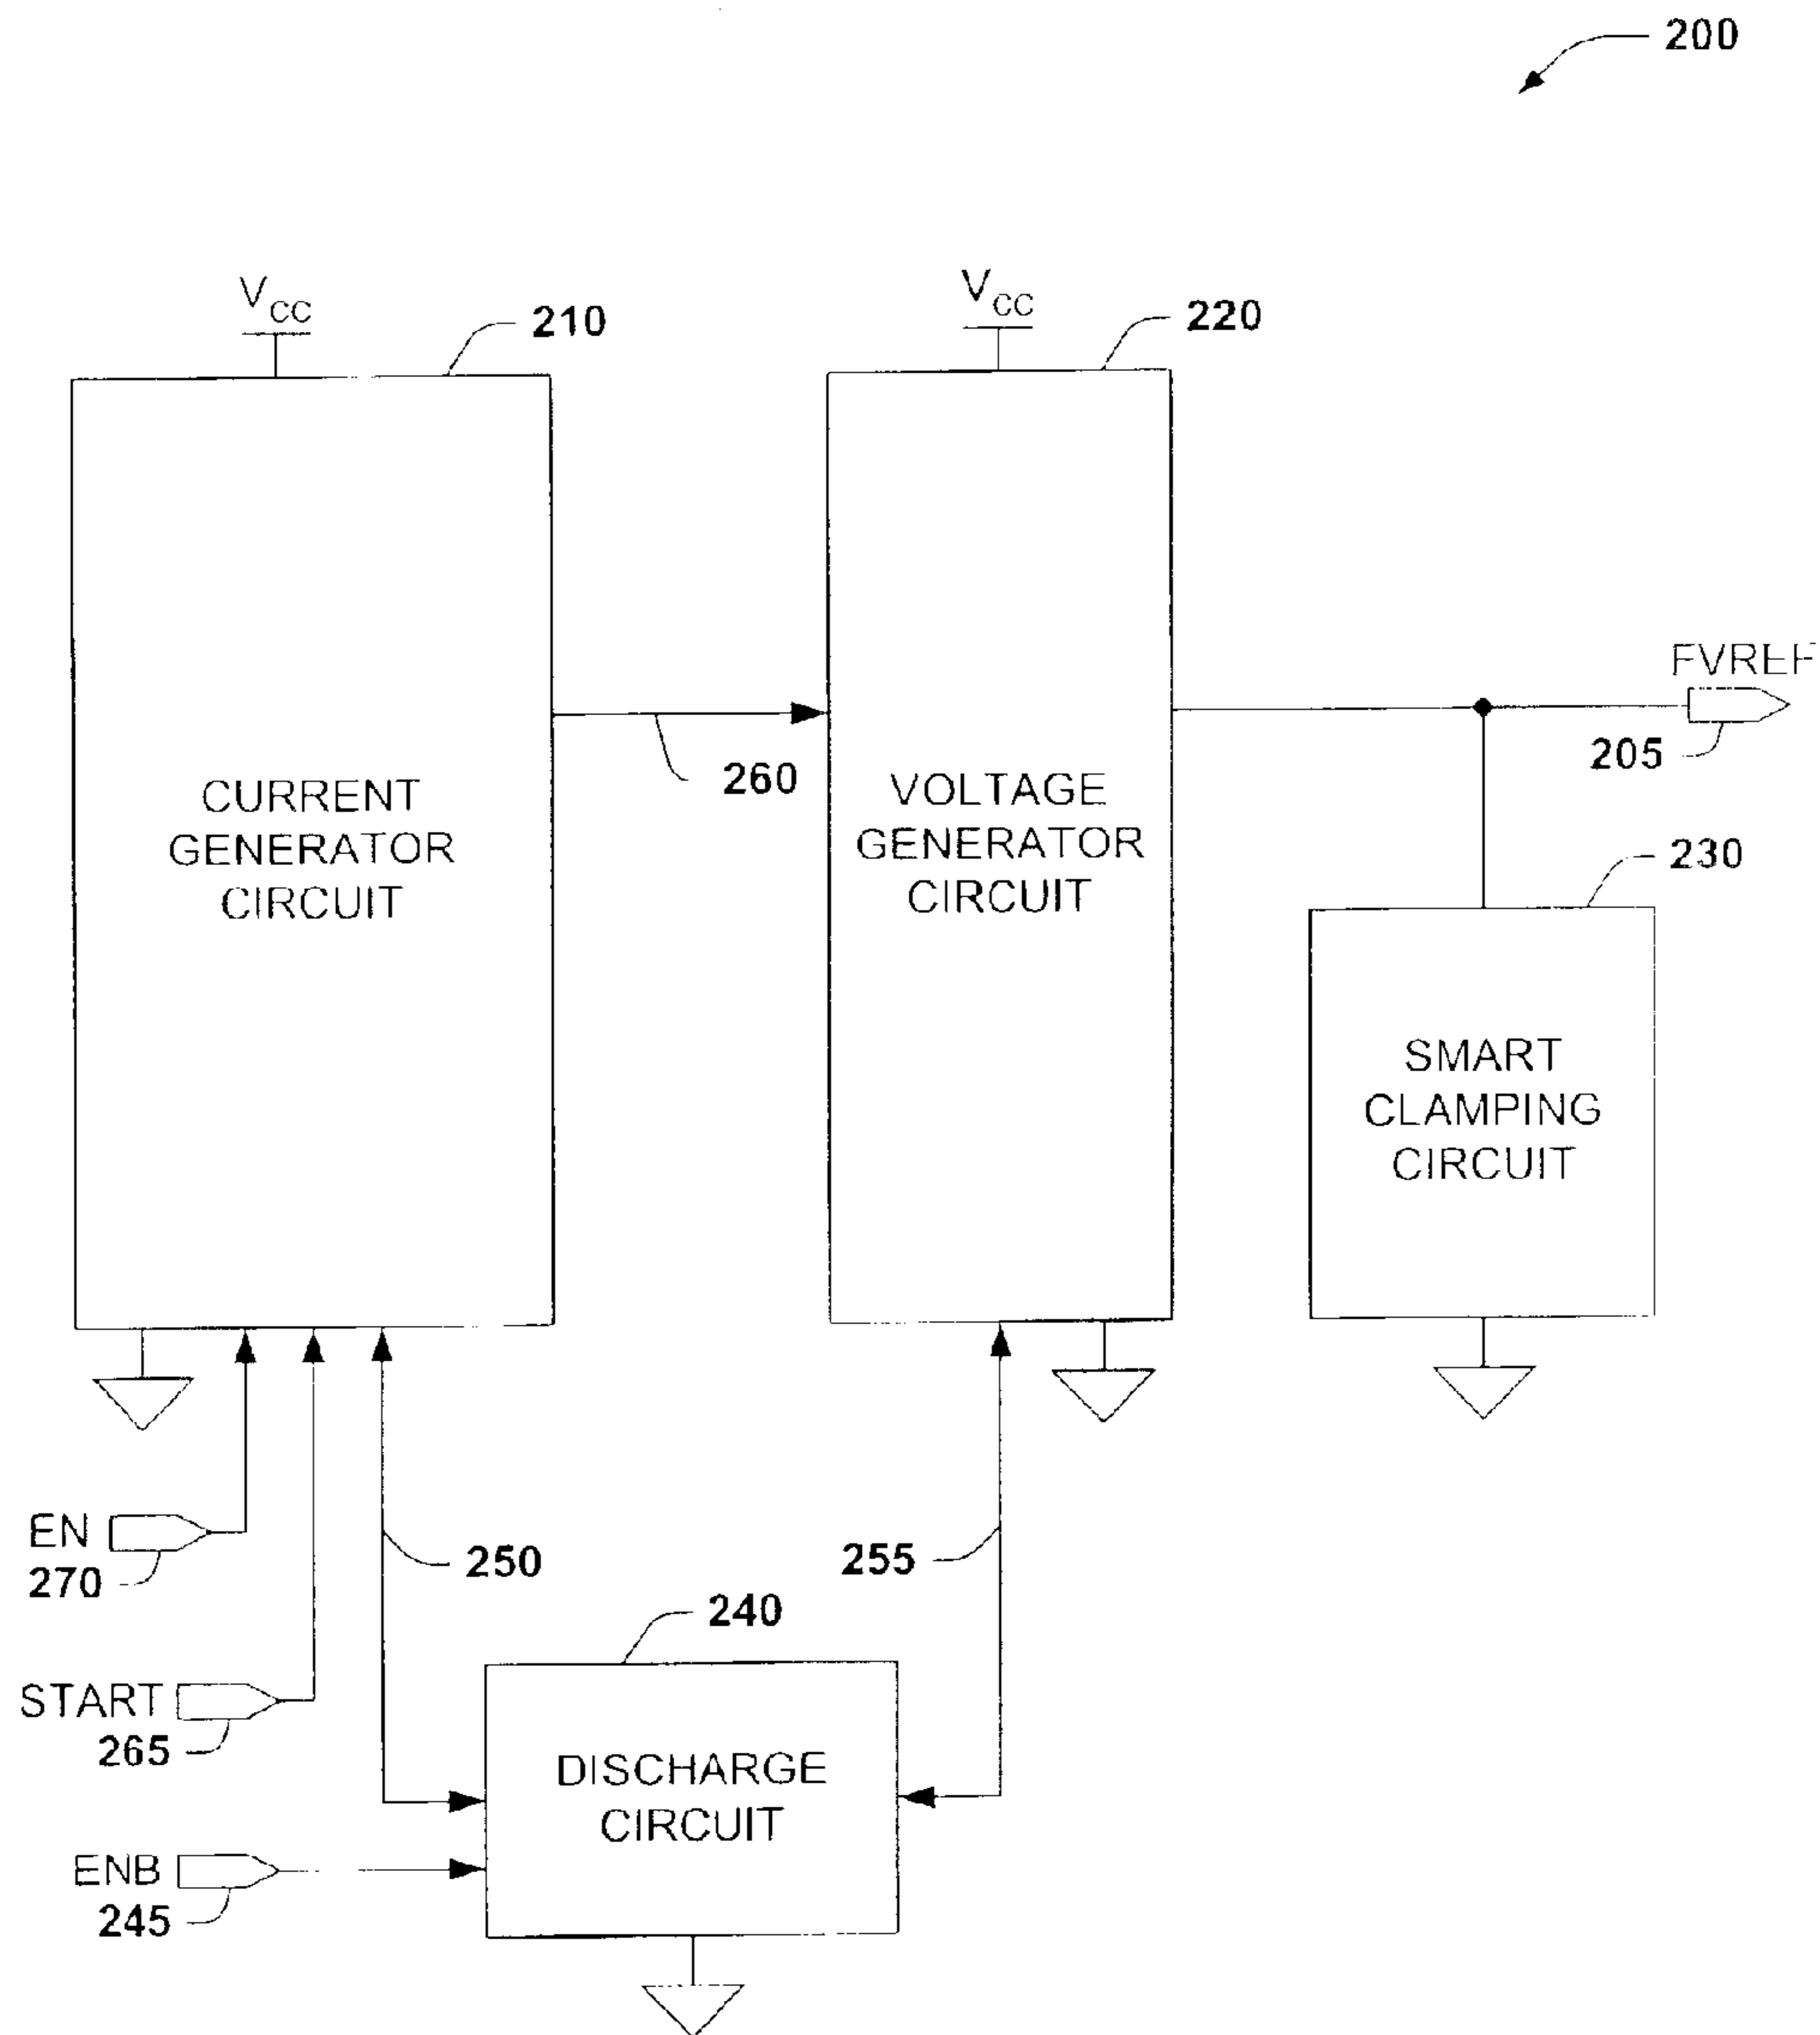 200
VCC
210
VCC
220
FVREF
205
260
CURRENT
GENERATOR
CIRCUIT
VOLTAGE
GENERATOR
CIRCUIT
230
SMART
CLAMPING
CIRCUIT
EN
270
250
255
240
START
265
DISCHARGE
CIRCUIT
ENB
245